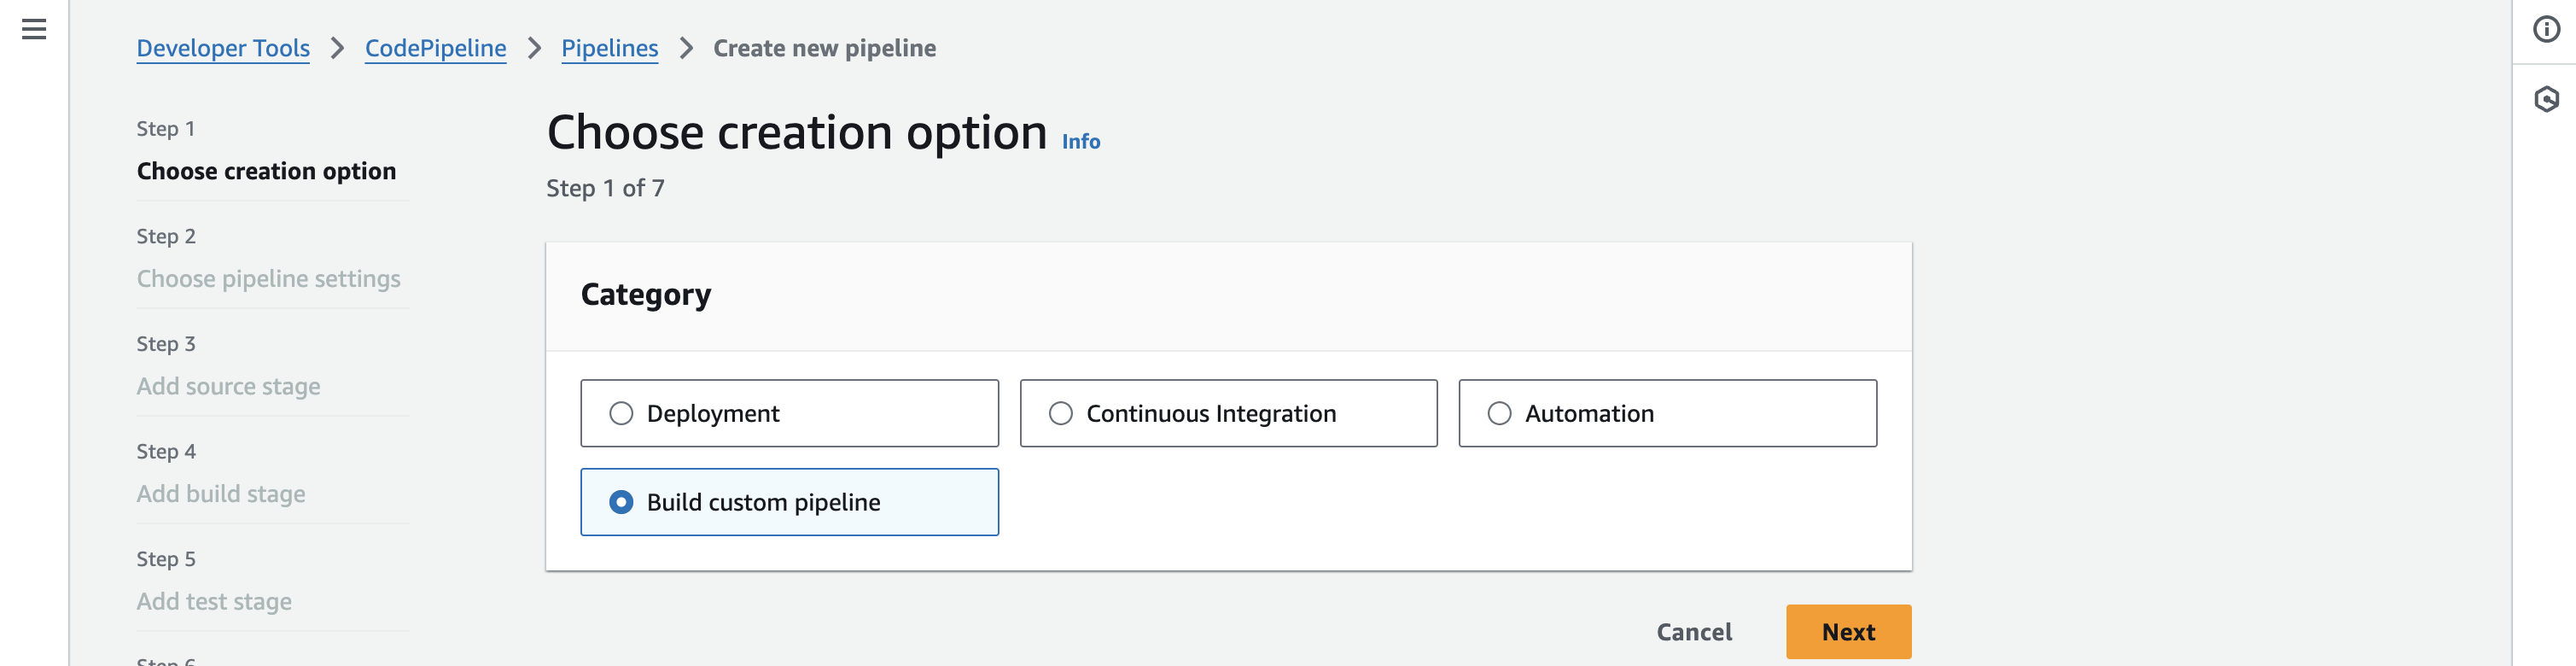 Developer Tools > CodePipeline > Pipelines > Create new pipeline
Step 1
Choose creation option
Step 2
Choose pipeline settings
Step 3
Add source stage
Step 4
Add build stage
Step 5
Add test stage
Step 6
Choose creation option Info
Step 1 of 7
Category
Deployment
Continuous Integration
Automation
Build custom pipeline
Cancel
Next